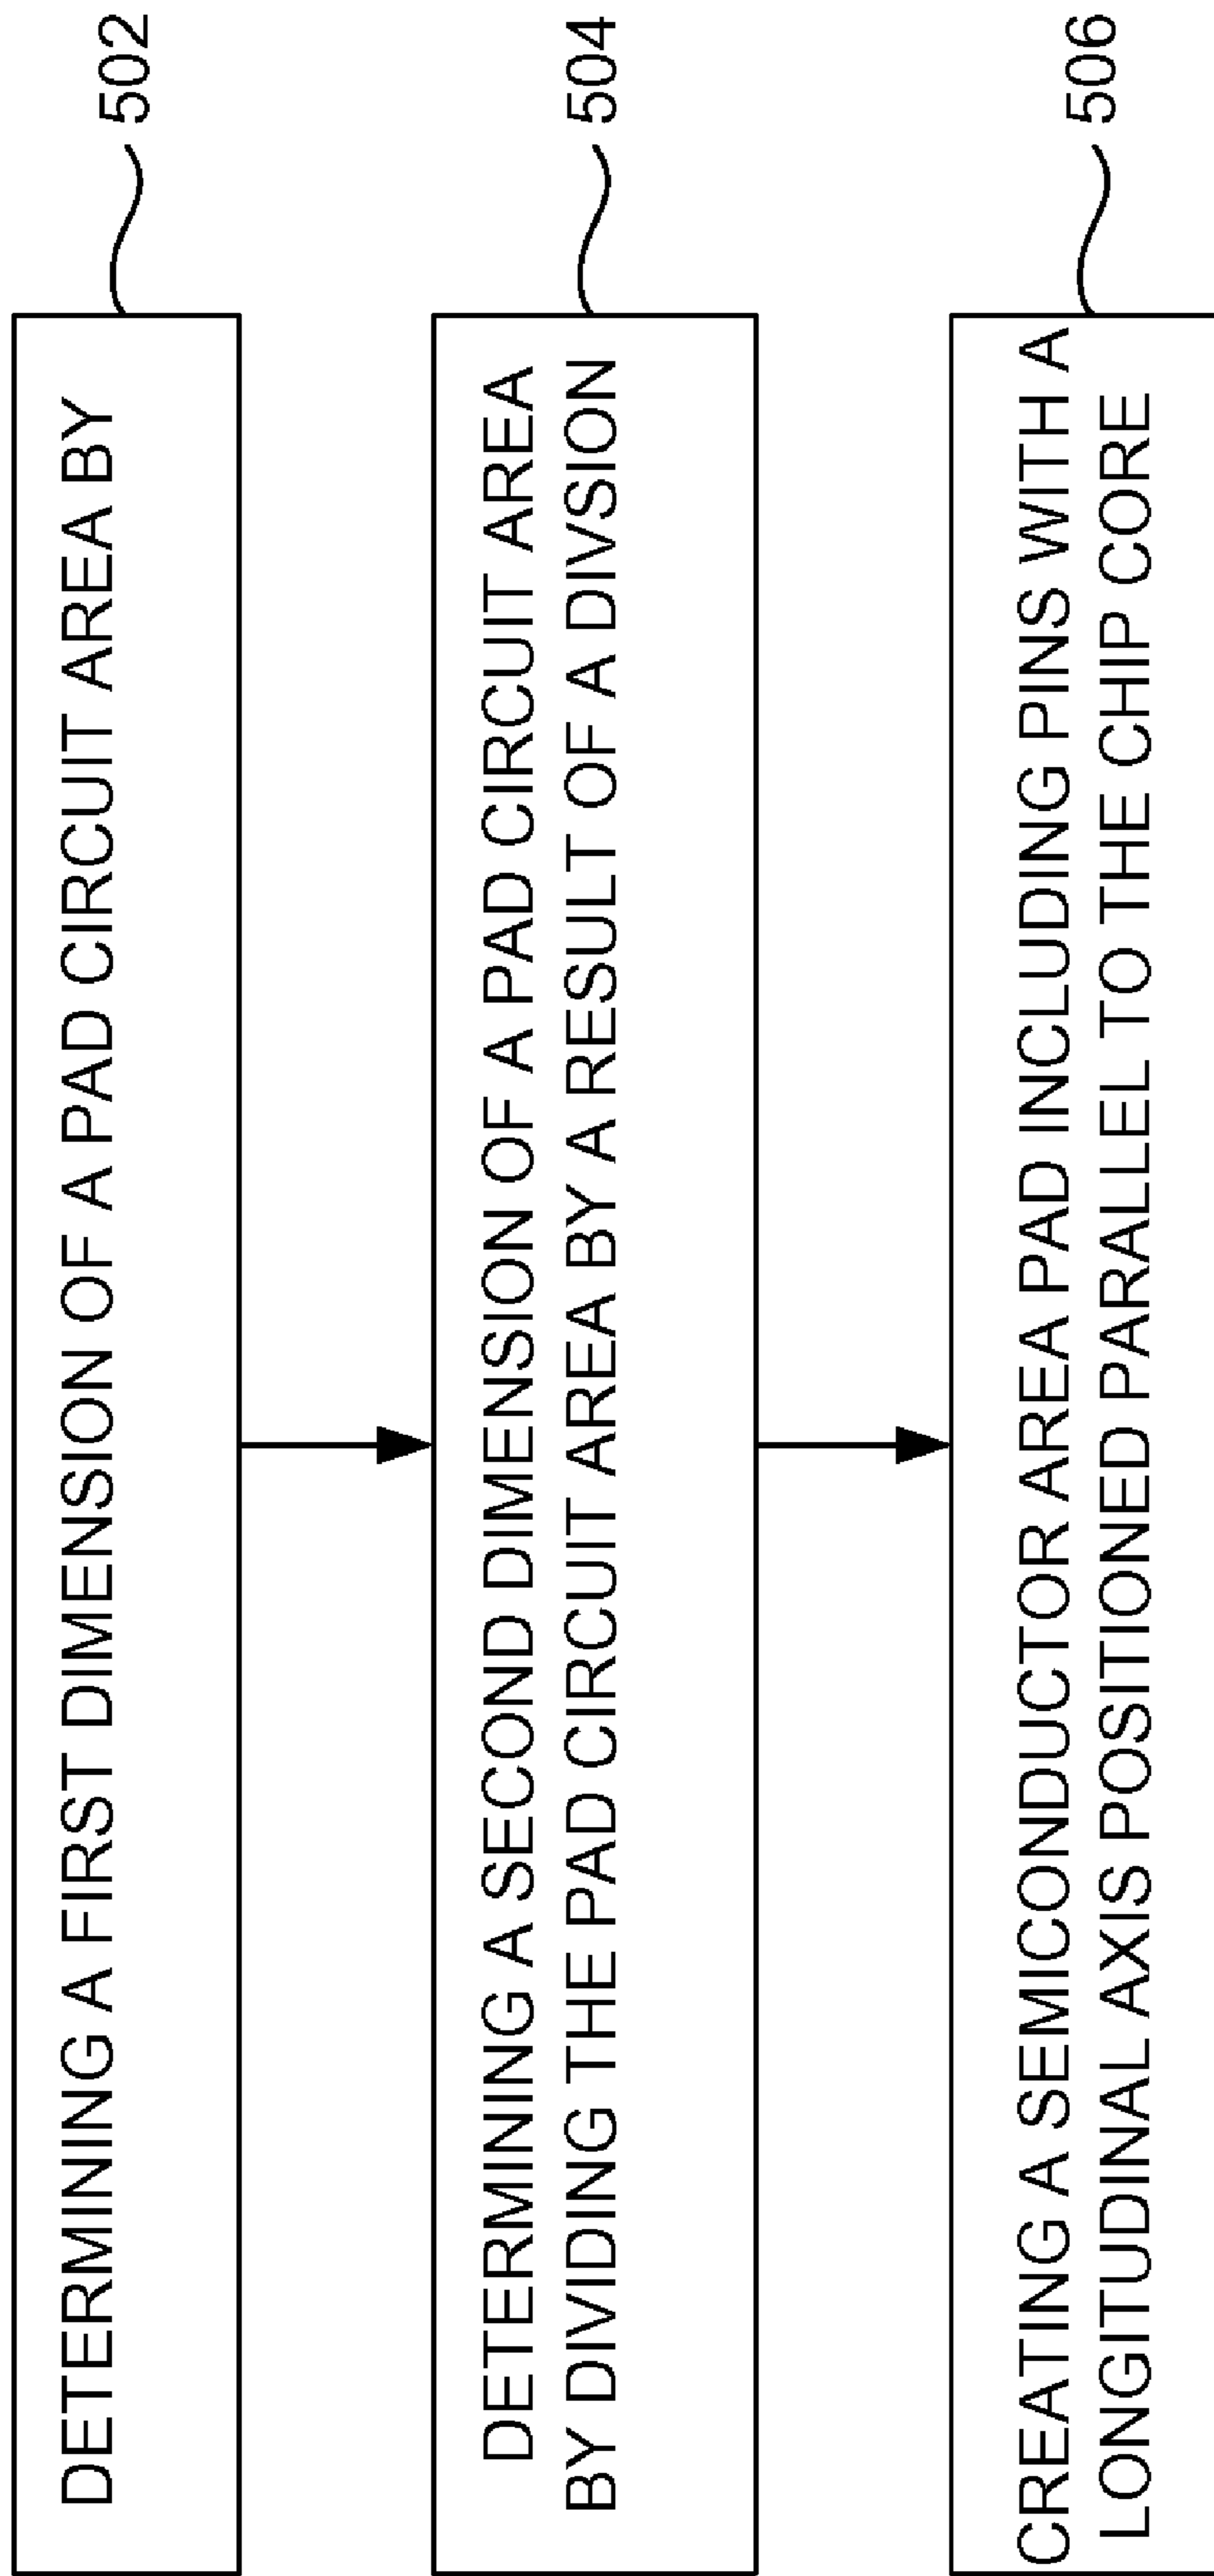 DETERMINING A FIRST DIMENSION OF A PAD CIRCUIT AREA BY
502
DETERMINING A SECOND DIMENSION OF A PAD CIRCUIT AREA
BY DIVIDING THE PAD CIRCUIT AREA BY A RESULT OF A DIVSION
504
CREATING A SEMICONDUCTOR AREA PAD INCLUDING PINS WITH A
LONGITUDINAL AXIS POSITIONED PARALLEL TO THE CHIP CORE
506